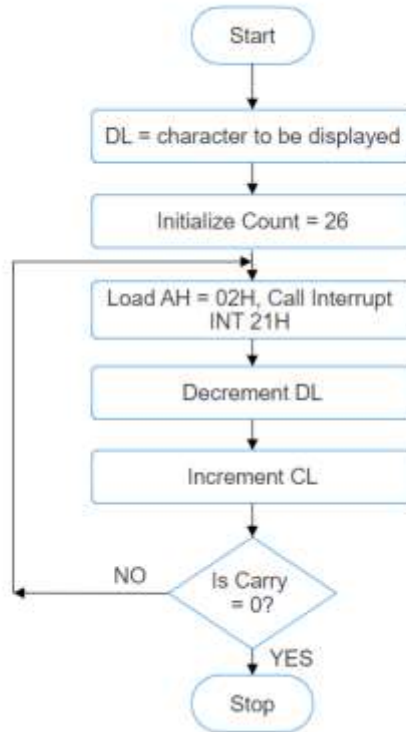 Start
DL = character to be displayed
Initialize Count = 26
Load AH = 02H, Call Interrupt
INT 21H
Decrement DL
Increment CL
NO
Is Carry
= 0?
YES
Stop